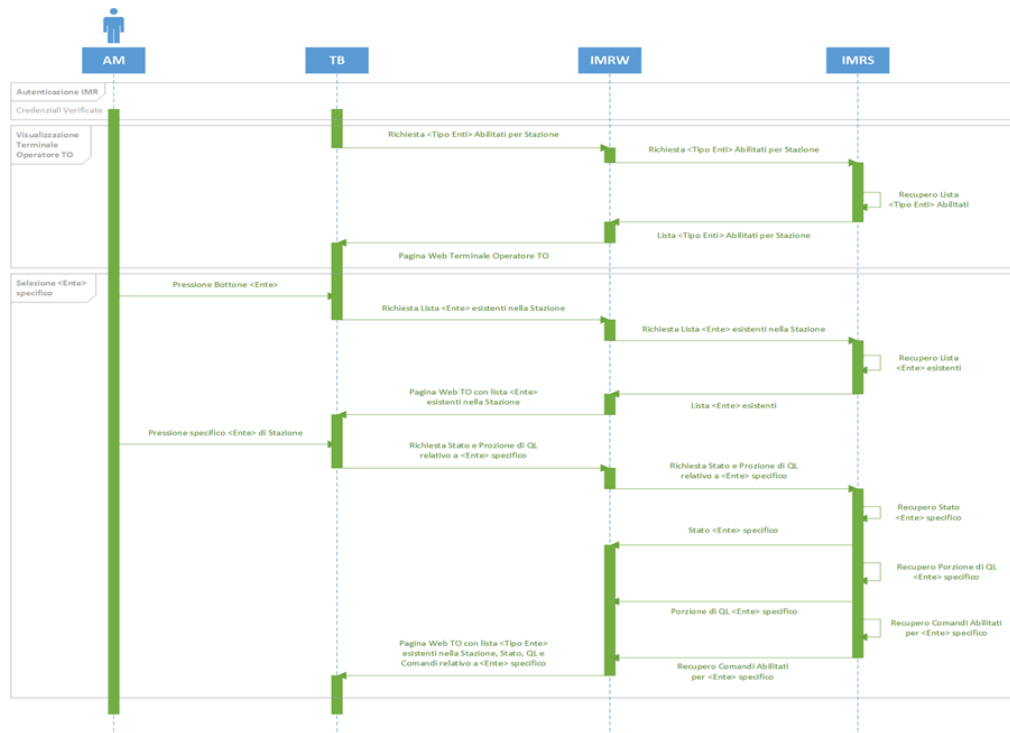 AM
TB
IMRW
IMRS
Autenticazione IMR
Credenziali Verificate
Visualizzazione
Terminale
Operatore TO
Richiesta <Tipo Enti> Abilitati per Stazione
Richiesta <Tipo Enti> Abilitati per Stazione
Recupero Lista
<Tipo Enti> Abilitati
Lista <Tipo Enti> Abilitati per Stazione
Pagina Web Terminale Operatore TO
Selezione <Ente>
specifico
Pressione Bottone <Ente>
Richiesta Lista <Ente> esistenti nella Stazione
Richiesta Lista <Ente> esistenti nella Stazione
Recupero Lista
<Ente> esistenti
Pagina Web TO con lista <Ente>
esistenti nella Stazione
Lista <Ente> esistenti
Pressione specifico <Ente> di Stazione
Richiesta Stato e Prozione di QL
relativo a <Ente> specifico
Richiesta Stato e Prozione di QL
relativo a <Ente> specifico
Recupero Stato
<Ente> specifico
Stato <Ente> specifico
Recupero Porzione di QL
<Ente> specifico
Porzione di QL <Ente> specifico
Recupero Comandi Abilitati
per <Ente> specifico
Pagina Web TO con lista <Tipo Ente>
esistenti nella Stazione, Stato, QL e
Comandi relativo a <Ente> specifico
Recupero Comandi Abilitati
per <Ente> specifico